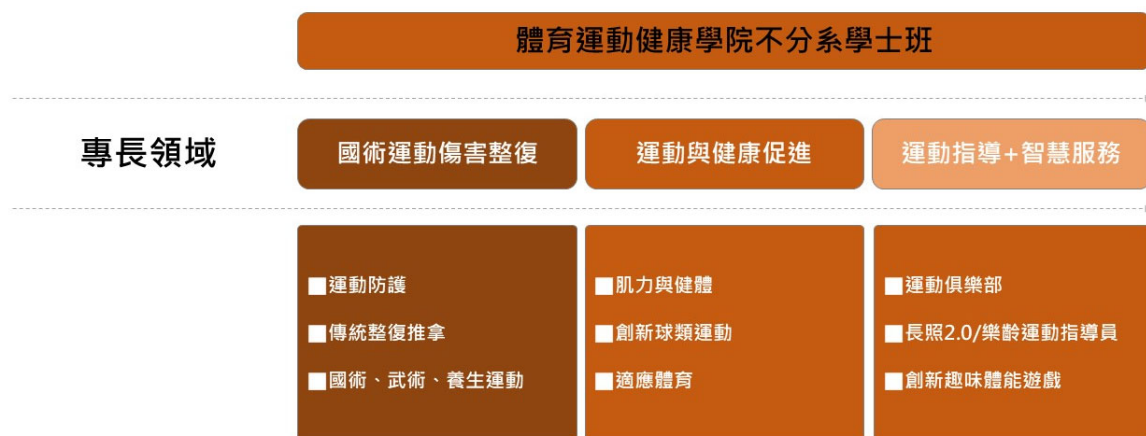 體育運動健康學院不分系學士班
專長領域
國術運動傷害整復
運動與健康促進
運動指導+智慧服務
■運動防護
■傳統整復推拿
■國術、武術、養生運動
■肌力與健體
■創新球類運動
■適應體育
■運動俱樂部
■長照2.0/樂齡運動指導員
■創新趣味體能遊戲